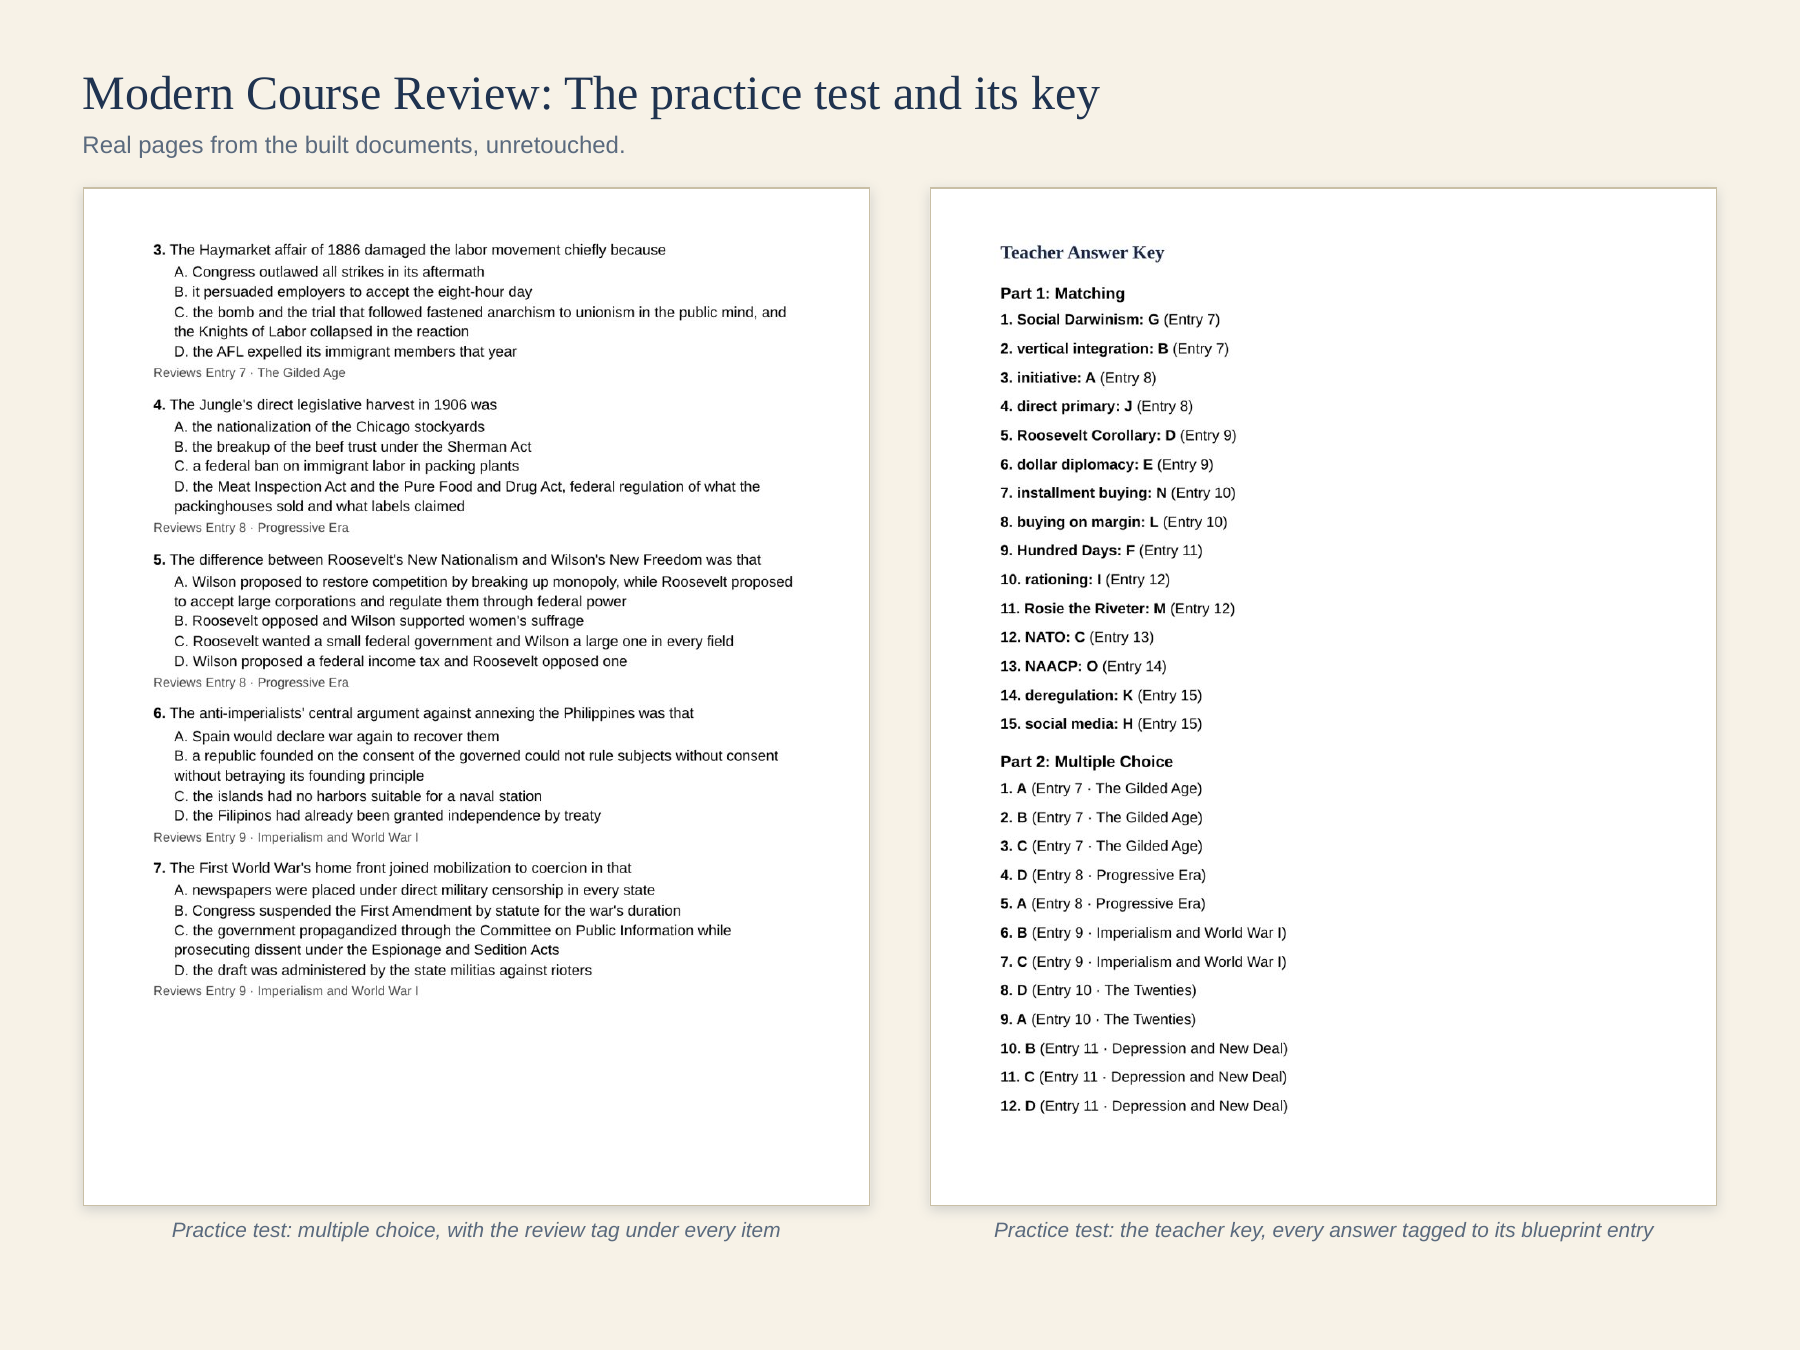 Modern Course Review: The practice test and its key
Real pages from the built documents, unretouched.
3. The Haymarket affair of 1886 damaged the labor movement chiefly because
A. Congress outlawed all strikes in its aftermath
B. it persuaded employers to accept the eight-hour day
C. the bomb and the trial that followed fastened anarchism to unionism in the public mind, and
the Knights of Labor collapsed in the reaction
D. the AFL expelled its immigrant members that year
Reviews Entry 7 · The Gilded Age
4. The Jungle's direct legislative harvest in 1906 was
A. the nationalization of the Chicago stockyards
B. the breakup of the beef trust under the Sherman Act
C. a federal ban on immigrant labor in packing plants
D. the Meat Inspection Act and the Pure Food and Drug Act, federal regulation of what the
packinghouses sold and what labels claimed
Reviews Entry 8 · Progressive Era
5. The difference between Roosevelt's New Nationalism and Wilson's New Freedom was that
A. Wilson proposed to restore competition by breaking up monopoly, while Roosevelt proposed
to accept large corporations and regulate them through federal power
B. Roosevelt opposed and Wilson supported women's suffrage
C. Roosevelt wanted a small federal government and Wilson a large one in every field
D. Wilson proposed a federal income tax and Roosevelt opposed one
Reviews Entry 8 · Progressive Era
6. The anti-imperialists' central argument against annexing the Philippines was that
A. Spain would declare war again to recover them
B. a republic founded on the consent of the governed could not rule subjects without consent
without betraying its founding principle
C. the islands had no harbors suitable for a naval station
D. the Filipinos had already been granted independence by treaty
Reviews Entry 9 · Imperialism and World War I
7. The First World War's home front joined mobilization to coercion in that
A. newspapers were placed under direct military censorship in every state
B. Congress suspended the First Amendment by statute for the war's duration
C. the government propagandized through the Committee on Public Information while
prosecuting dissent under the Espionage and Sedition Acts
D. the draft was administered by the state militias against rioters
Reviews Entry 9 · Imperialism and World War I
Practice test: multiple choice, with the review tag under every item
Teacher Answer Key
Part 1: Matching
1. Social Darwinism: G (Entry 7)
2. vertical integration: B (Entry 7)
3. initiative: A (Entry 8)
4. direct primary: J (Entry 8)
5. Roosevelt Corollary: D (Entry 9)
6. dollar diplomacy: E (Entry 9)
7. installment buying: N (Entry 10)
8. buying on margin: L (Entry 10)
9. Hundred Days: F (Entry 11)
10. rationing: I (Entry 12)
11. Rosie the Riveter: M (Entry 12)
12. NATO: C (Entry 13)
13. NAACP: O (Entry 14)
14. deregulation: K (Entry 15)
15. social media: H (Entry 15)
Part 2: Multiple Choice
1. A (Entry 7 · The Gilded Age)
2. B (Entry 7 · The Gilded Age)
3. C (Entry 7 · The Gilded Age)
4. D (Entry 8 · Progressive Era)
5. A (Entry 8 · Progressive Era)
6. B (Entry 9 · Imperialism and World War I)
7. C (Entry 9 · Imperialism and World War I)
8. D (Entry 10 · The Twenties)
9. A (Entry 10 · The Twenties)
10. B (Entry 11 · Depression and New Deal)
11. C (Entry 11 · Depression and New Deal)
12. D (Entry 11 · Depression and New Deal)
Practice test: the teacher key, every answer tagged to its blueprint entry